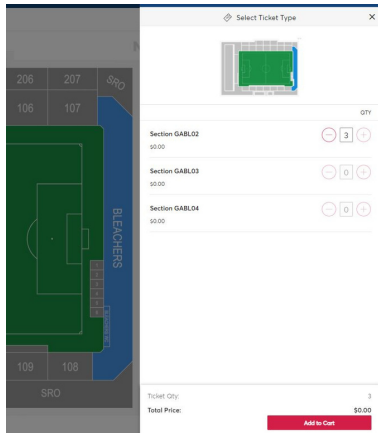 Select Ticket Type
206 207 SRO
106 107
BLEACHERS
109 108
SRO
QTY
Section GABL02
$0.00
3
Section GABL03
$0.00
0
Section GABL04
$0.00
0
Ticket Qty: 3
Total Price: $0.00
Add to Cart